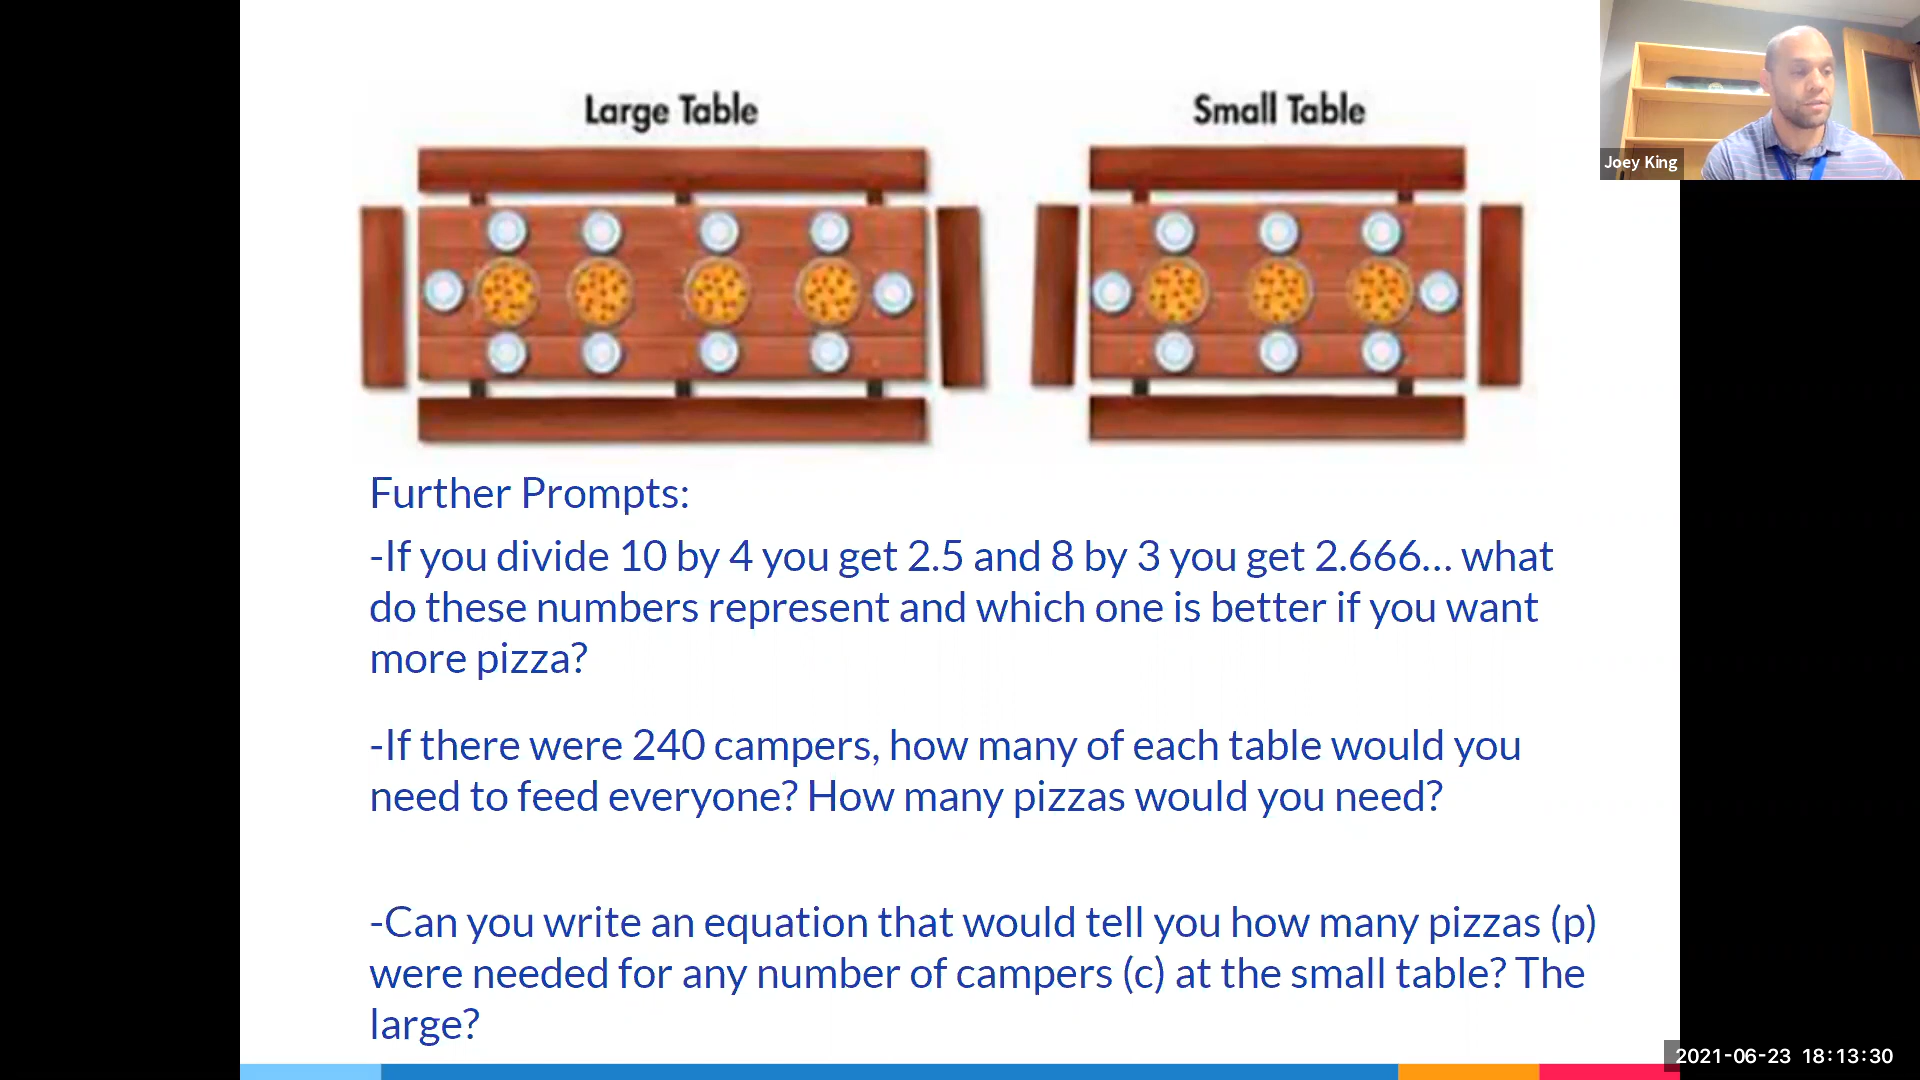 Large Table
Small Table
Joey King
Further Prompts:
-If you divide 10 by 4 you get 2.5 and 8 by 3 you get 2.666... what
do these numbers represent and which one is better if you want
more pizza?
-If there were 240 campers, how many of each table would you
need to feed everyone? How many pizzas would you need?
-Can you write an equation that would tell you how many pizzas (p)
were needed for any number of campers (c) at the small table? The
large?
2021-06-23 18:13:30